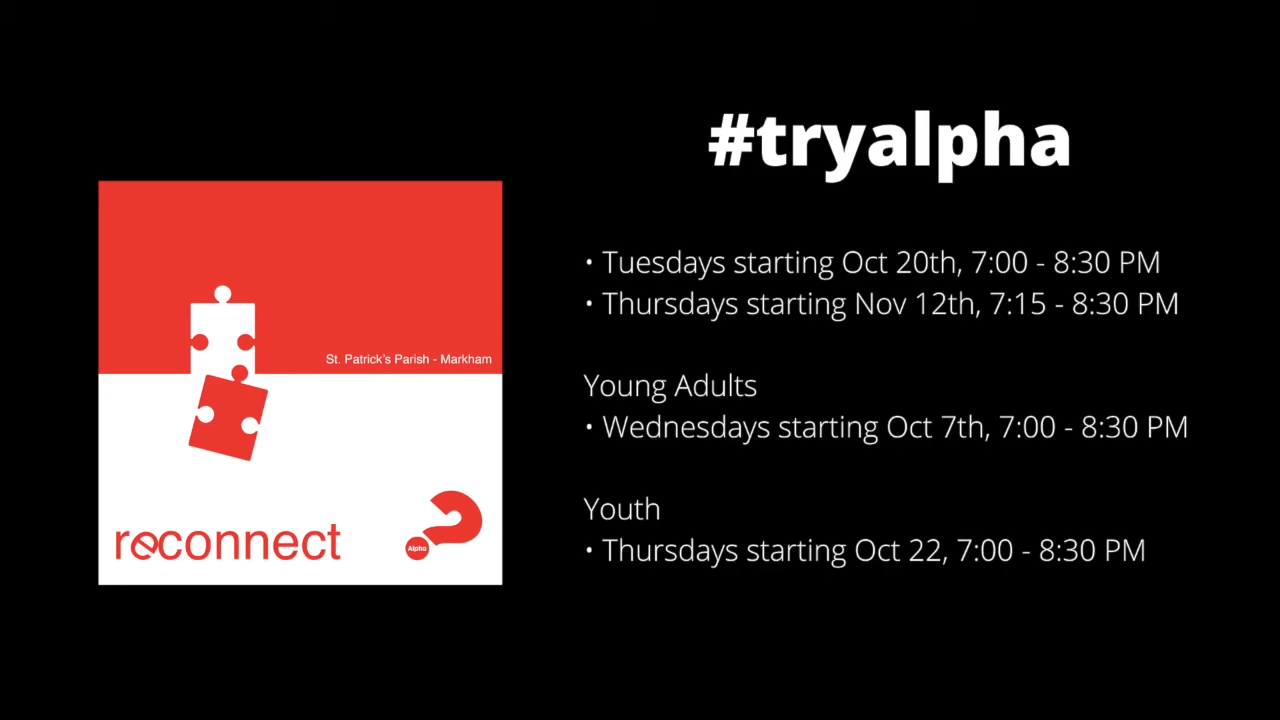 #tryalpha
• Tuesdays starting Oct 20th, 7:00 - 8:30 PM
• Thursdays starting Nov 12th, 7:15 - 8:30 PM
Young Adults
• Wednesdays starting Oct 7th, 7:00 - 8:30 PM
Youth
• Thursdays starting Oct 22, 7:00 - 8:30 PM
St. Patrick's Parish - Markham
reconnect
Alpha